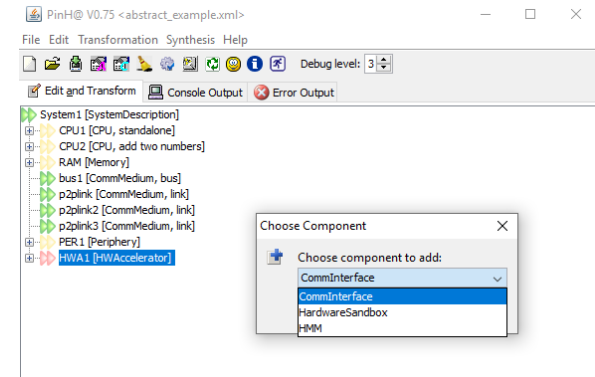 PinH@ V0.75 <abstract_example.xml>
File Edit Transformation Synthesis Help
Debug level: 3
Edit and Transform Console Output Error Output
System1 [SystemDescription]
CPU1 [CPU, standalone]
CPU2 [CPU, add two numbers]
RAM [Memory]
bus1 [CommMedium, bus]
p2plink [CommMedium, link]
p2plink2 [CommMedium, link]
p2plink3 [CommMedium, link]
PER1 [Periphery]
HWA1 [HWAccelerator]
Choose Component
Choose component to add:
CommInterface
CommInterface
HardwareSandbox
HMM